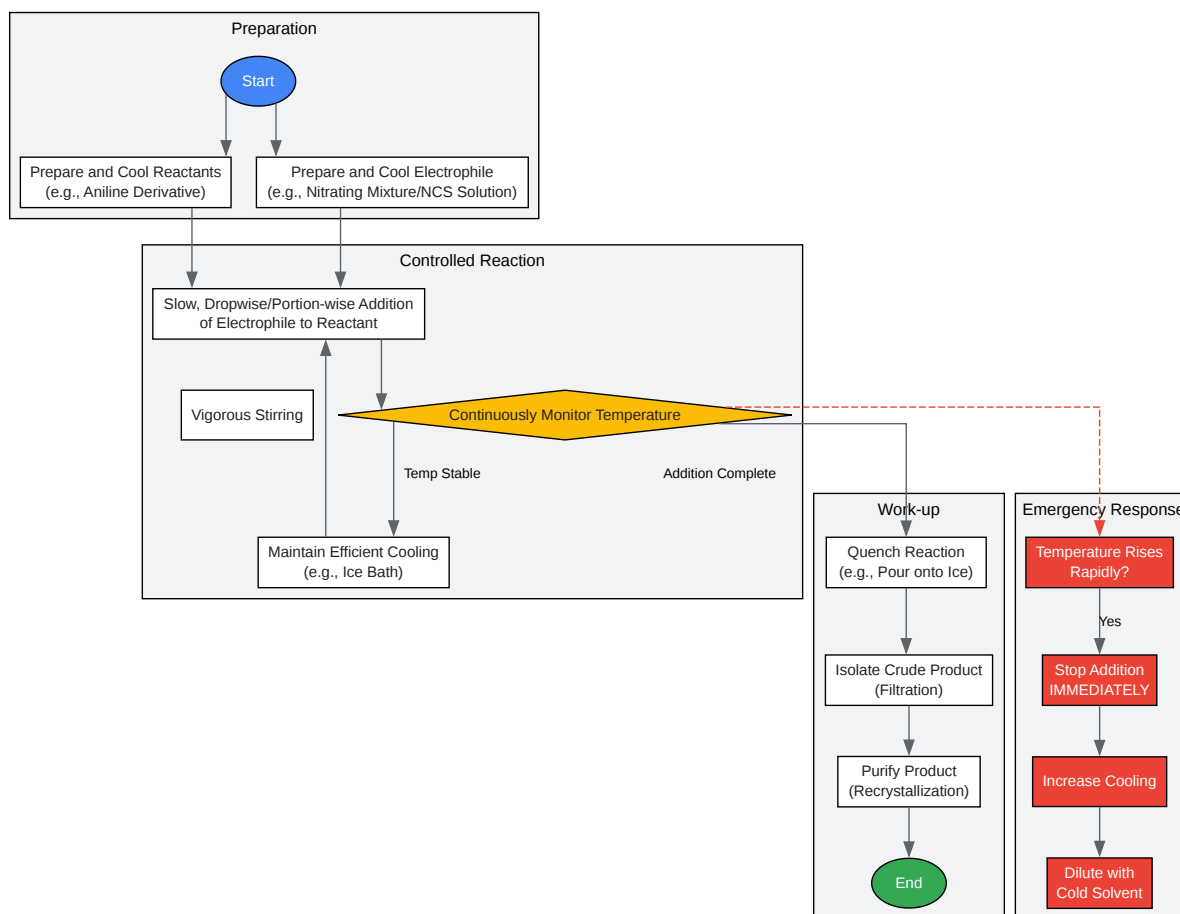 Preparation
Start
Prepare and Cool Reactants
(e.g., Aniline Derivative)
Prepare and Cool Electrophile
(e.g., Nitrating Mixture/NCS Solution)
Controlled Reaction
Slow, Dropwise/Portion-wise Addition
of Electrophile to Reactant
Vigorous Stirring
Continuously Monitor Temperature
Temp Stable
Addition Complete
Maintain Efficient Cooling
(e.g., Ice Bath)
Work-up
Quench Reaction
(e.g., Pour onto Ice)
Isolate Crude Product
(Filtration)
Purify Product
(Recrystallization)
End
Emergency Response
Temperature Rises
Rapidly?
Yes
Stop Addition
IMMEDIATELY
Increase Cooling
Dilute with
Cold Solvent